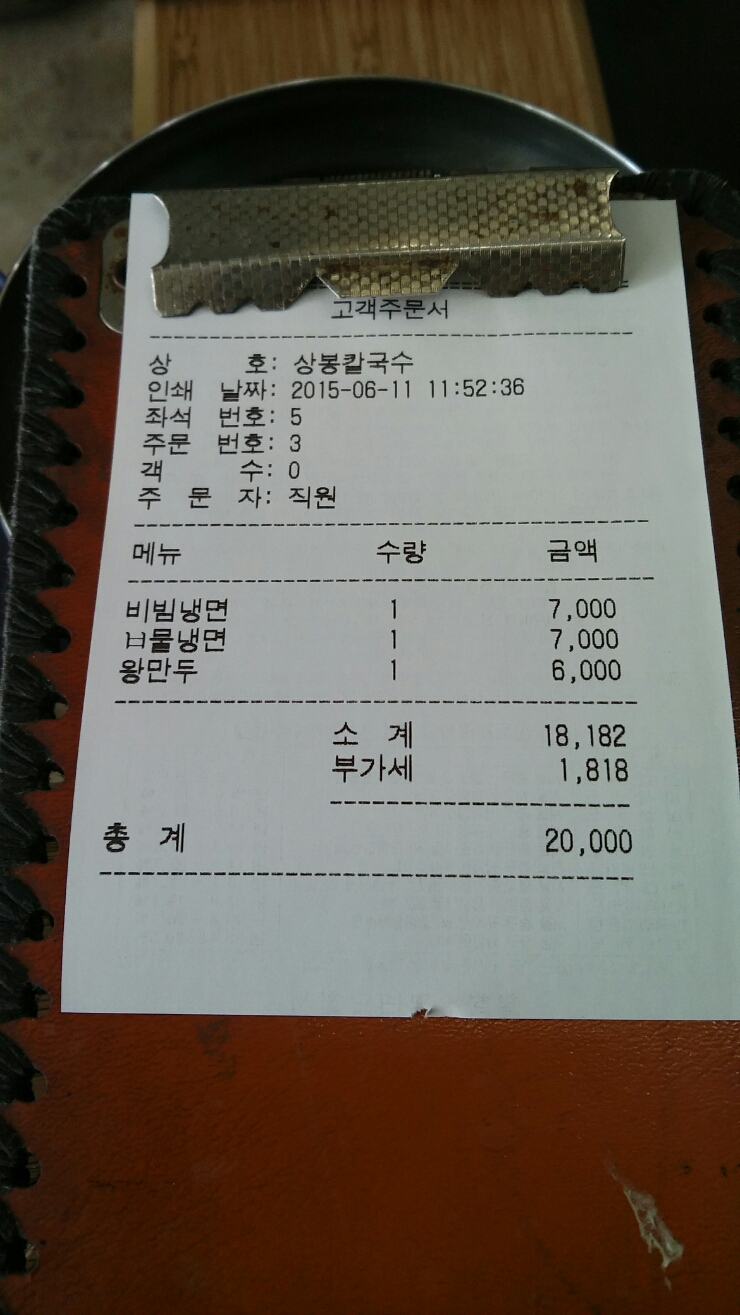 고객주문서
상 호: 상봉칼국수
인쇄 날짜: 2015-06-11 11:52:36
좌석 번호: 5
주문 번호: 3
객 수: 0
주 문 자: 직원
메뉴 수량 금액
비빔냉면 1 7,000
ㅂ물냉면 1 7,000
왕만두 1 6,000
소 계 18,182
부가세 1,818
총 계 20,000